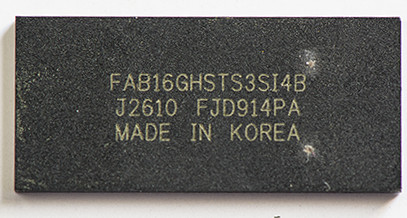 FAB16GHSTS3SI4B
J2610 FJD914PA
MADE IN KOREA